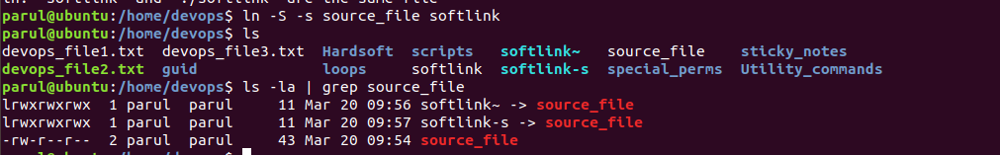 ln: 'softlink' and './softlink' are the same file
parul@ubuntu:/home/devops$ ln -S -s source_file softlink
parul@ubuntu:/home/devops$ ls
devops_file1.txt devops_file3.txt Hardsoft scripts softlink~ source_file sticky_notes
devops_file2.txt guid loops softlink softlink-s special_perms Utility_commands
parul@ubuntu:/home/devops$ ls -la | grep source_file
lrwxrwxrwx 1 parul parul 11 Mar 20 09:56 softlink~ -> source_file
lrwxrwxrwx 1 parul parul 11 Mar 20 09:57 softlink-s -> source_file
-rw-r--r-- 2 parul parul 43 Mar 20 09:54 source_file
parul@ubuntu:/home/devops$